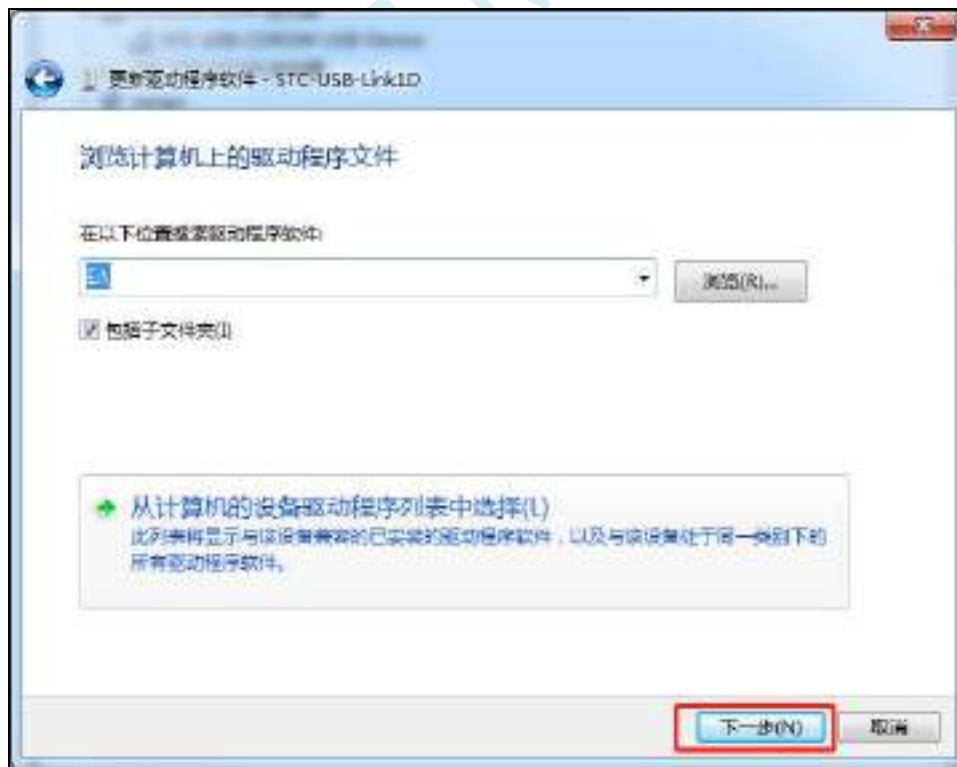 更新驱动程序软件 - STC-USB-Link1D
浏览计算机上的驱动程序文件
在以下位置搜索驱动程序软件:
E:\
浏览(R)...
包括子文件夹(I)
从计算机的设备驱动程序列表中选择(L)
此列表将显示与该设备兼容的已安装的驱动程序软件，以及与该设备处于同一类别下的
所有驱动程序软件。
下一步(N)
取消